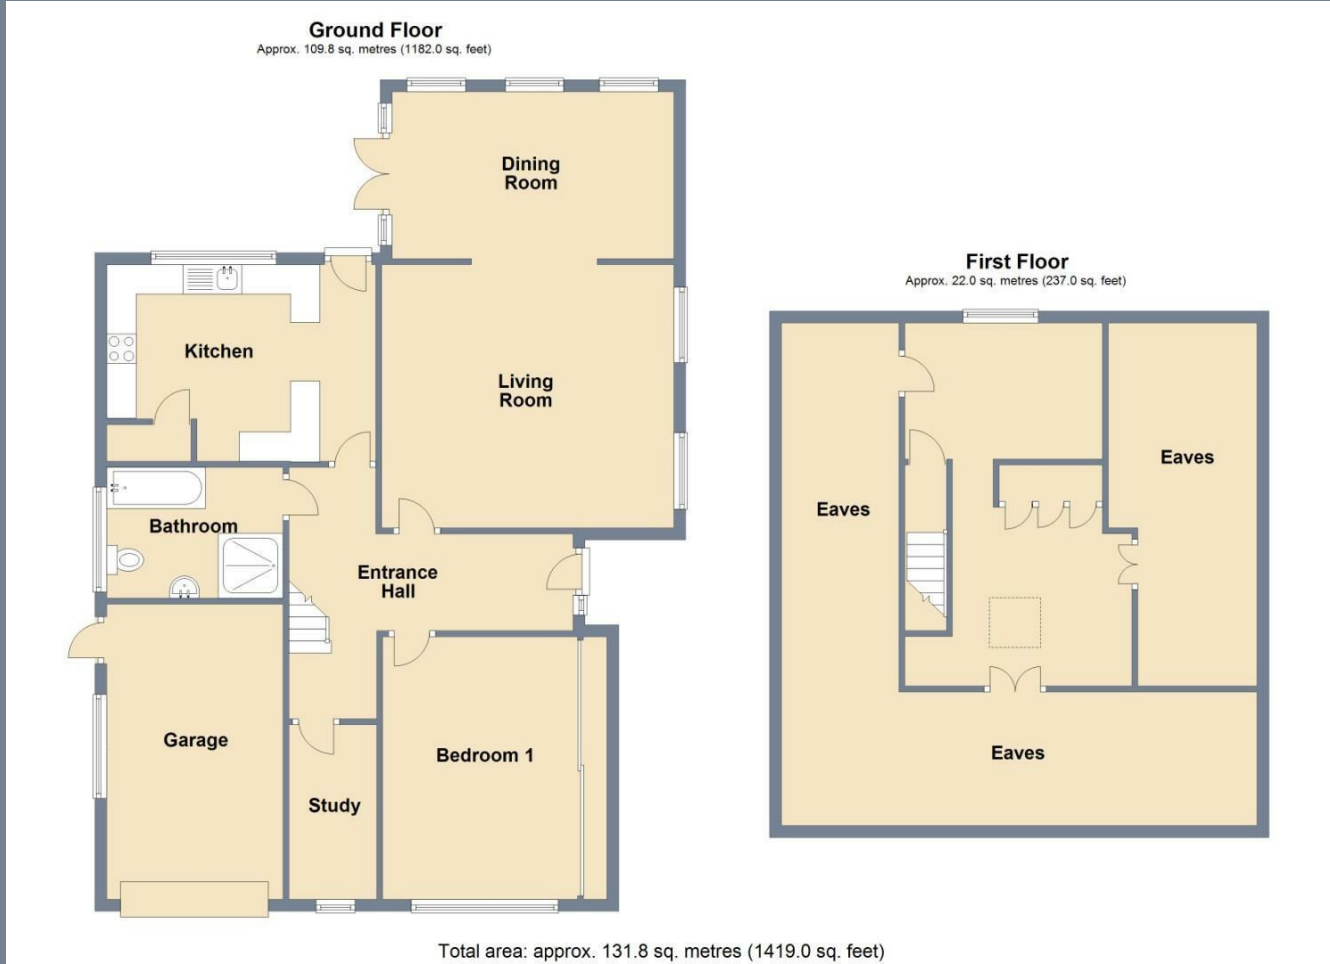 Ground Floor
Approx. 109.8 sq. metres (1182.0 sq. feet)
Dining
Room
Kitchen
Living
Room
Bathroom
Entrance
Hall
Garage
Bedroom 1
Study
First Floor
Approx. 22.0 sq. metres (237.0 sq. feet)
Eaves
Eaves
Eaves
Total area: approx. 131.8 sq. metres (1419.0 sq. feet)